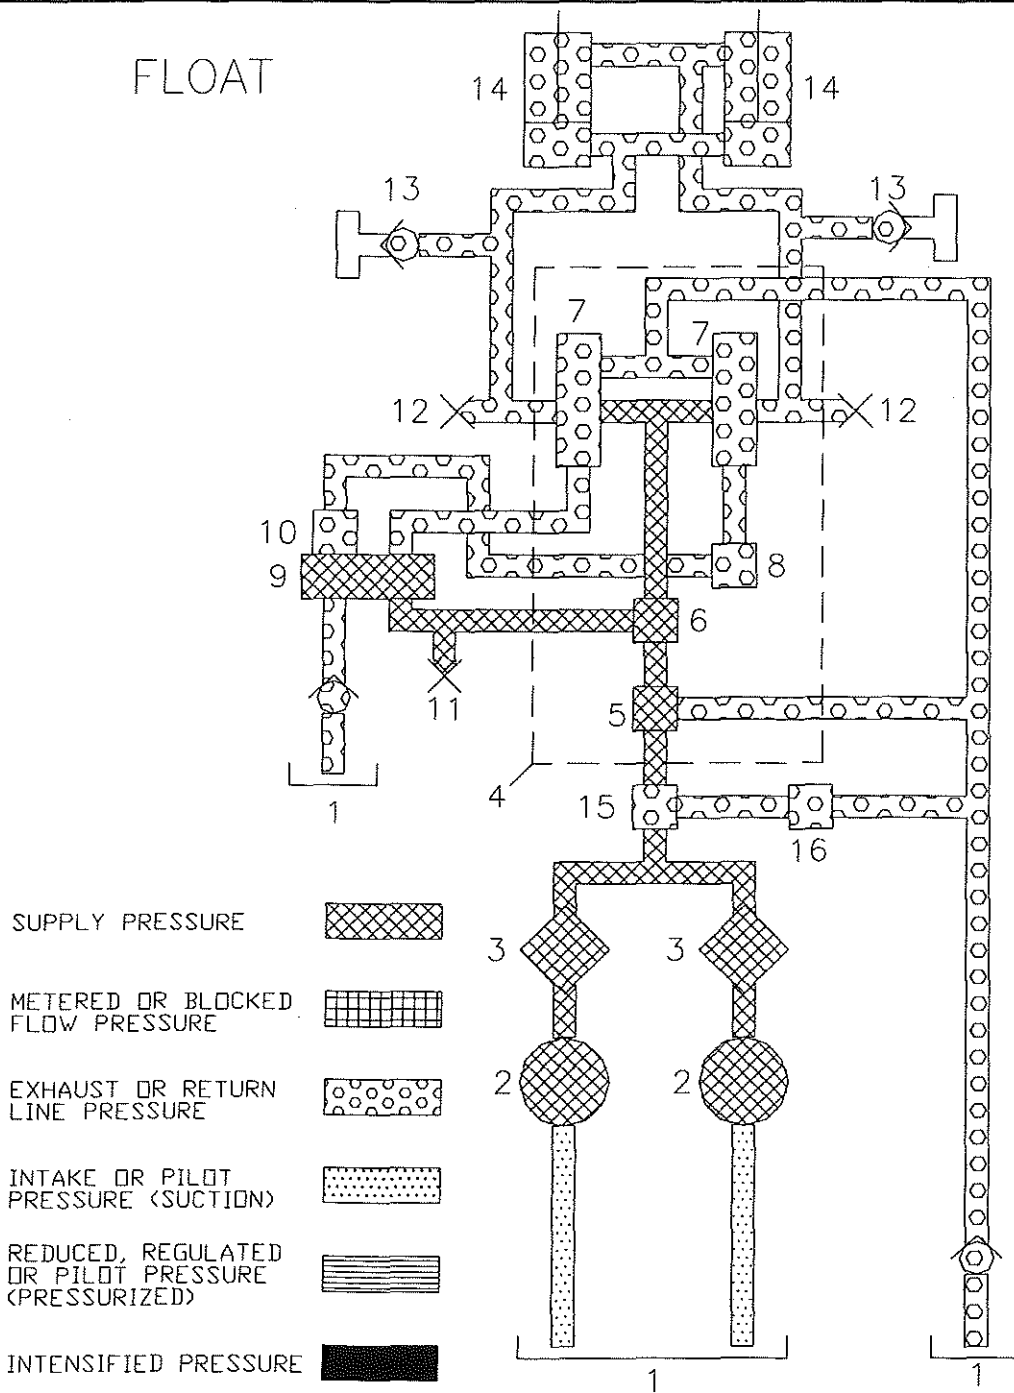 FLOAT
14
14
13
13
7
7
12
12
10
9
8
6
11
5
4
15
1
16
SUPPLY PRESSURE
3
3
METERED OR BLOCKED
FLOW PRESSURE
2
2
EXHAUST OR RETURN
LINE PRESSURE
INTAKE OR PILOT
PRESSURE (SUCTION)
REDUCED, REGULATED
OR PILOT PRESSURE
(PRESSURIZED)
INTENSIFIED PRESSURE
1
1